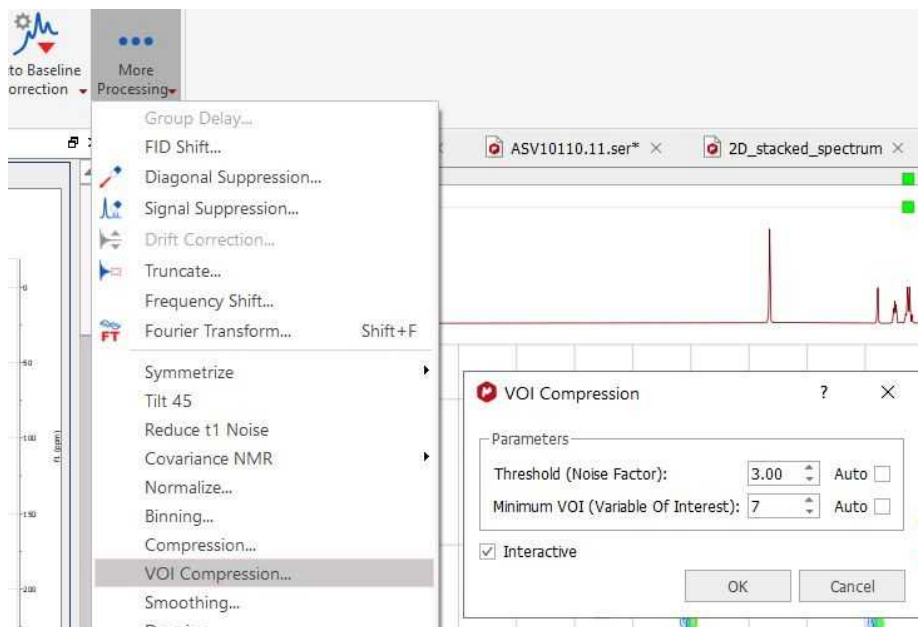 to Baseline
orrection
More
Processing
Group Delay...
FID Shift...
Diagonal Suppression...
Signal Suppression...
Drift Correction...
Truncate...
Frequency Shift...
FT Fourier Transform... Shift+F
Symmetrize
Tilt 45
Reduce t1 Noise
Covariance NMR
Normalize...
Binning...
Compression...
VOI Compression...
Smoothing...
ASV10110.11.ser*
2D_stacked_spectrum
0
50
100
150
200
f1 (ppm)
VOI Compression ?
Parameters
Threshold (Noise Factor): 3.00 Auto
Minimum VOI (Variable Of Interest): 7 Auto
Interactive
OK Cancel